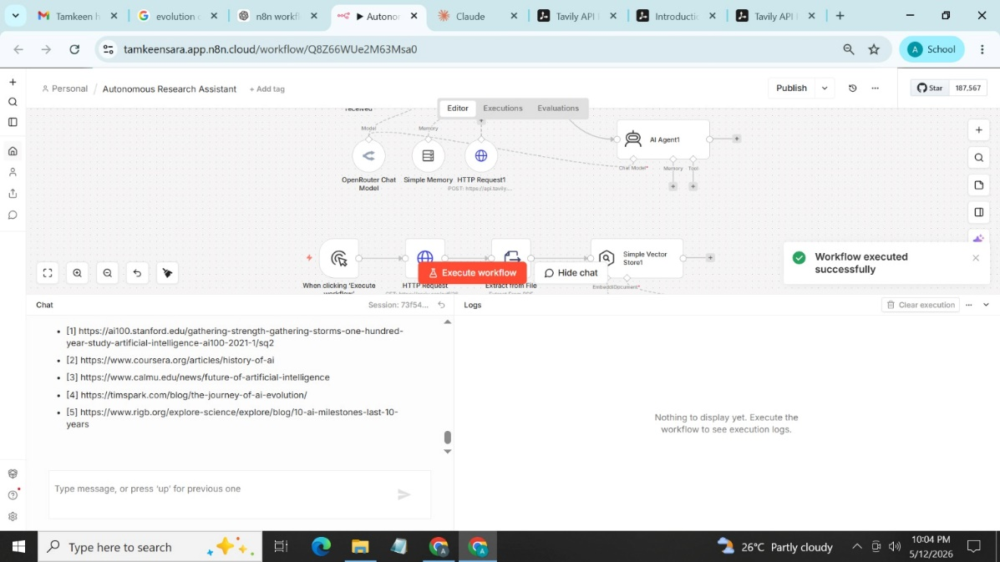 Tamkeen h
evolution o
n8n workf
Autonor
Claude
Tavily API
Introductic
Tavily API
tamkeensara.app.n8n.cloud/workflow/Q8Z66WUe2M63Msa0
A School
Personal / Autonomous Research Assistant + Add tag
Publish
Star 187,567
Editor Executions Evaluations
received
Model
Memory
AI Agent1
OpenRouter Chat
Model
Simple Memory
HTTP Request1
POST: https://api.tavily....
Chat Model*
Memory
Tool
Simple Vector
Store1
When clicking 'Execute
workflow'
HTTP Request
Extract from File
Embedding*
Document*
Execute workflow
Hide chat
Workflow executed
successfully
Chat
Session: 73f54...
Logs
Clear execution
[1] https://ai100.stanford.edu/gathering-strength-gathering-storms-one-hundred-
year-study-artificial-intelligence-ai100-2021-1/sq2
[2] https://www.coursera.org/articles/history-of-ai
[3] https://www.calmu.edu/news/future-of-artificial-intelligence
[4] https://timspark.com/blog/the-journey-of-ai-evolution/
[5] https://www.rigb.org/explore-science/explore/blog/10-ai-milestones-last-10-
years
Nothing to display yet. Execute the
workflow to see execution logs.
Type message, or press 'up' for previous one
Type here to search
26°C Partly cloudy
10:04 PM
5/12/2026